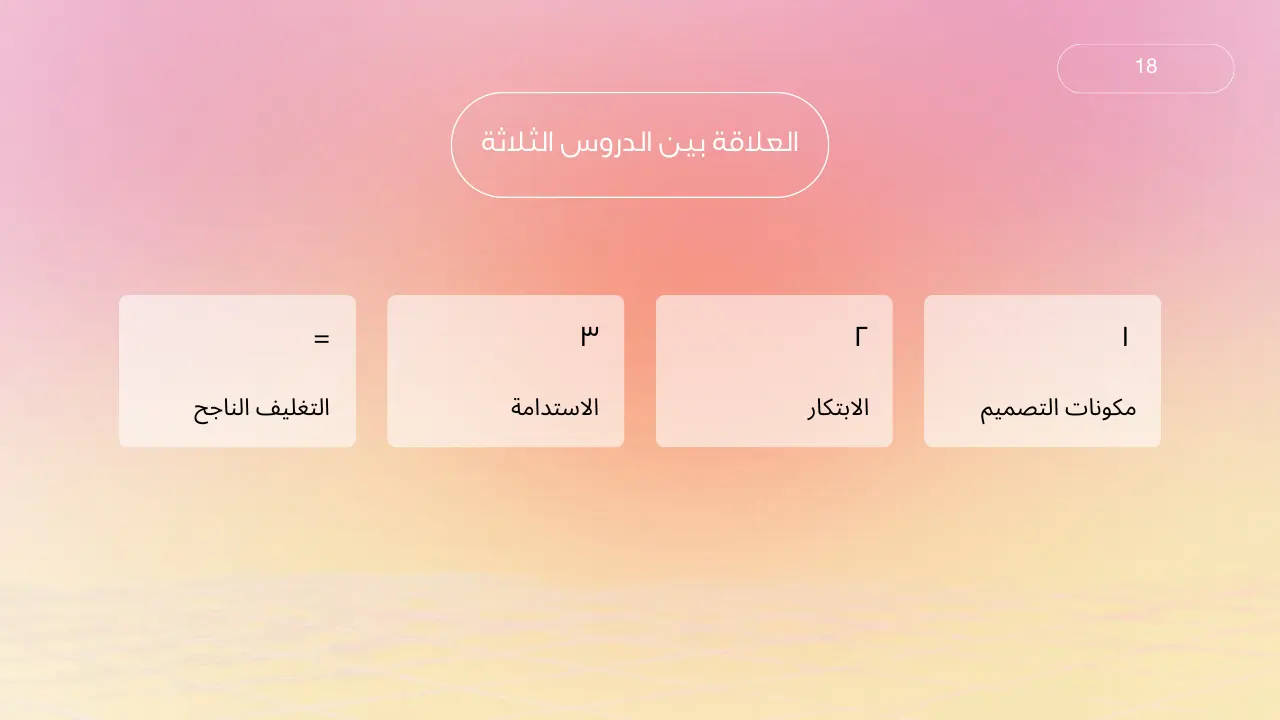 18
العلاقة بين الدروس الثلاثة
١
مكونات التصميم
٢
الابتكار
٣
الاستدامة
=
التغليف الناجح